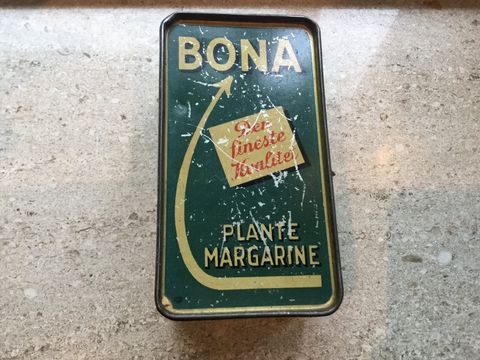 BONA
Den
fineste
Kvalitet
PLANTE
MARGARINE